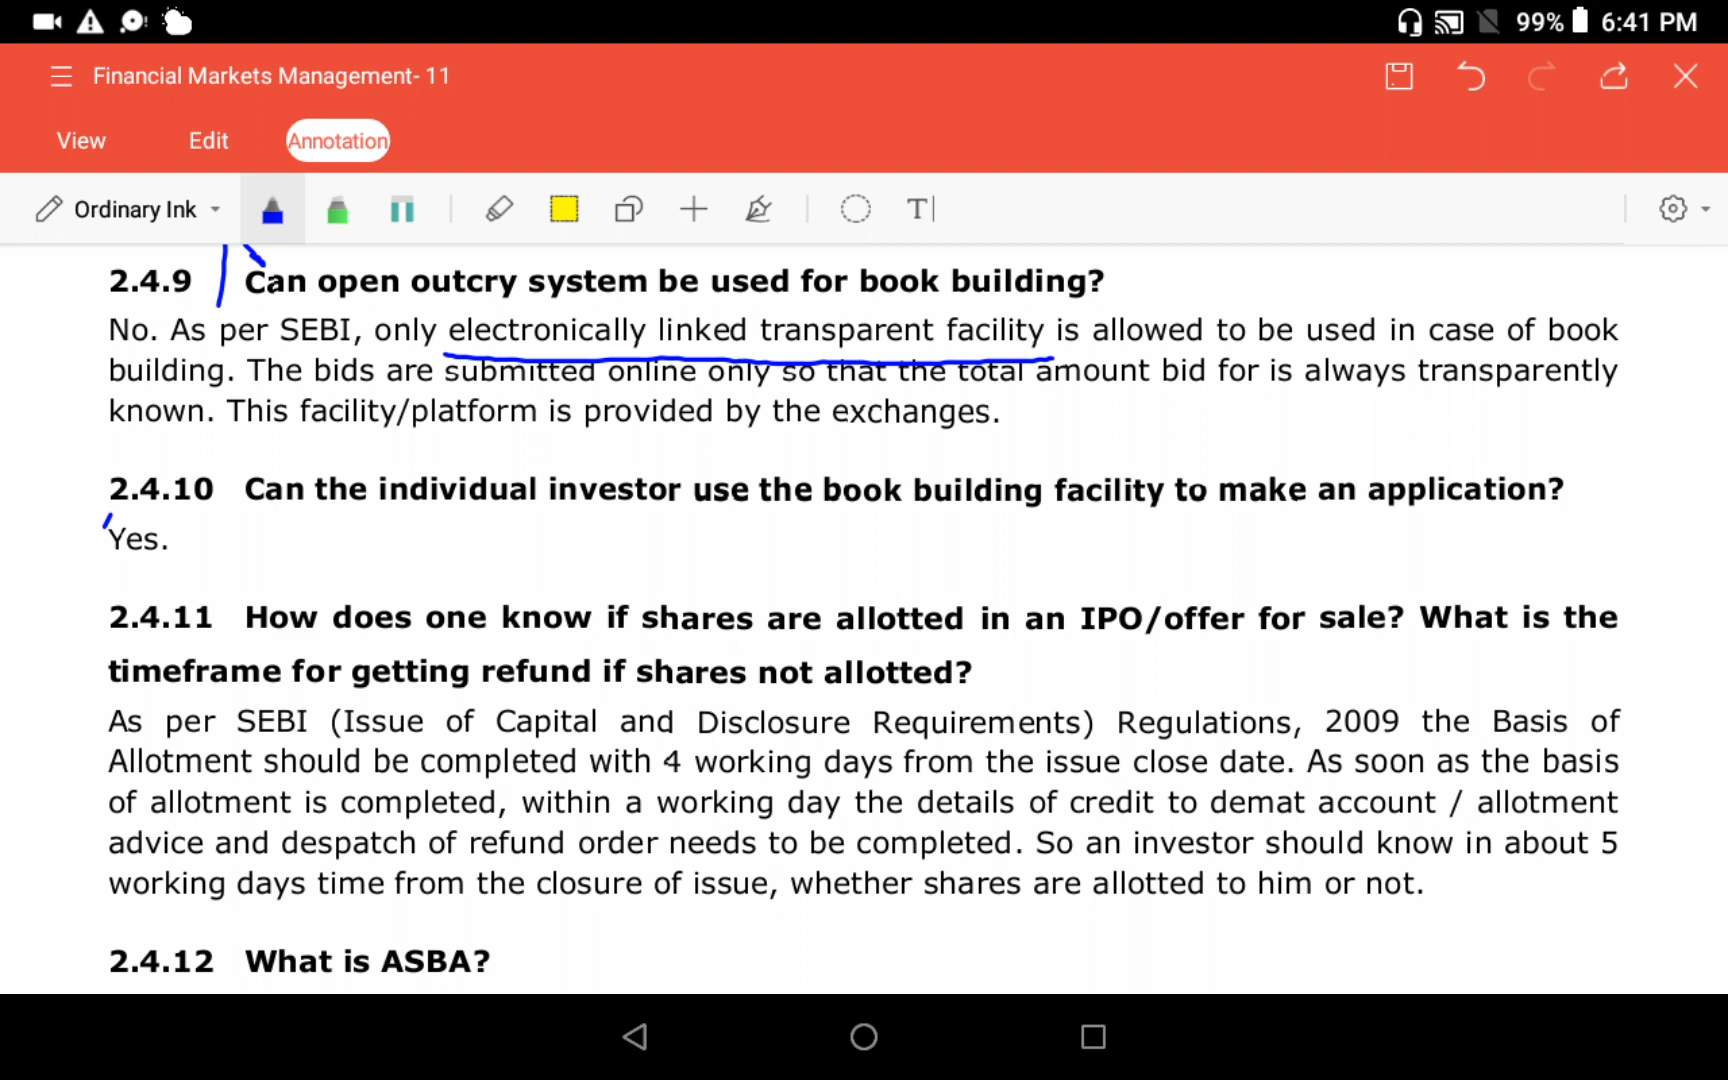 99% 6:41 PM
Financial Markets Management- 11
View Edit Annotation
Ordinary Ink T
2.4.9 Can open outcry system be used for book building?
No. As per SEBI, only electronically linked transparent facility is allowed to be used in case of book
building. The bids are submitted online only so that the total amount bid for is always transparently
known. This facility/platform is provided by the exchanges.
2.4.10 Can the individual investor use the book building facility to make an application?
Yes.
2.4.11 How does one know if shares are allotted in an IPO/offer for sale? What is the
timeframe for getting refund if shares not allotted?
As per SEBI (Issue of Capital and Disclosure Requirements) Regulations, 2009 the Basis of
Allotment should be completed with 4 working days from the issue close date. As soon as the basis
of allotment is completed, within a working day the details of credit to demat account / allotment
advice and despatch of refund order needs to be completed. So an investor should know in about 5
working days time from the closure of issue, whether shares are allotted to him or not.
2.4.12 What is ASBA?